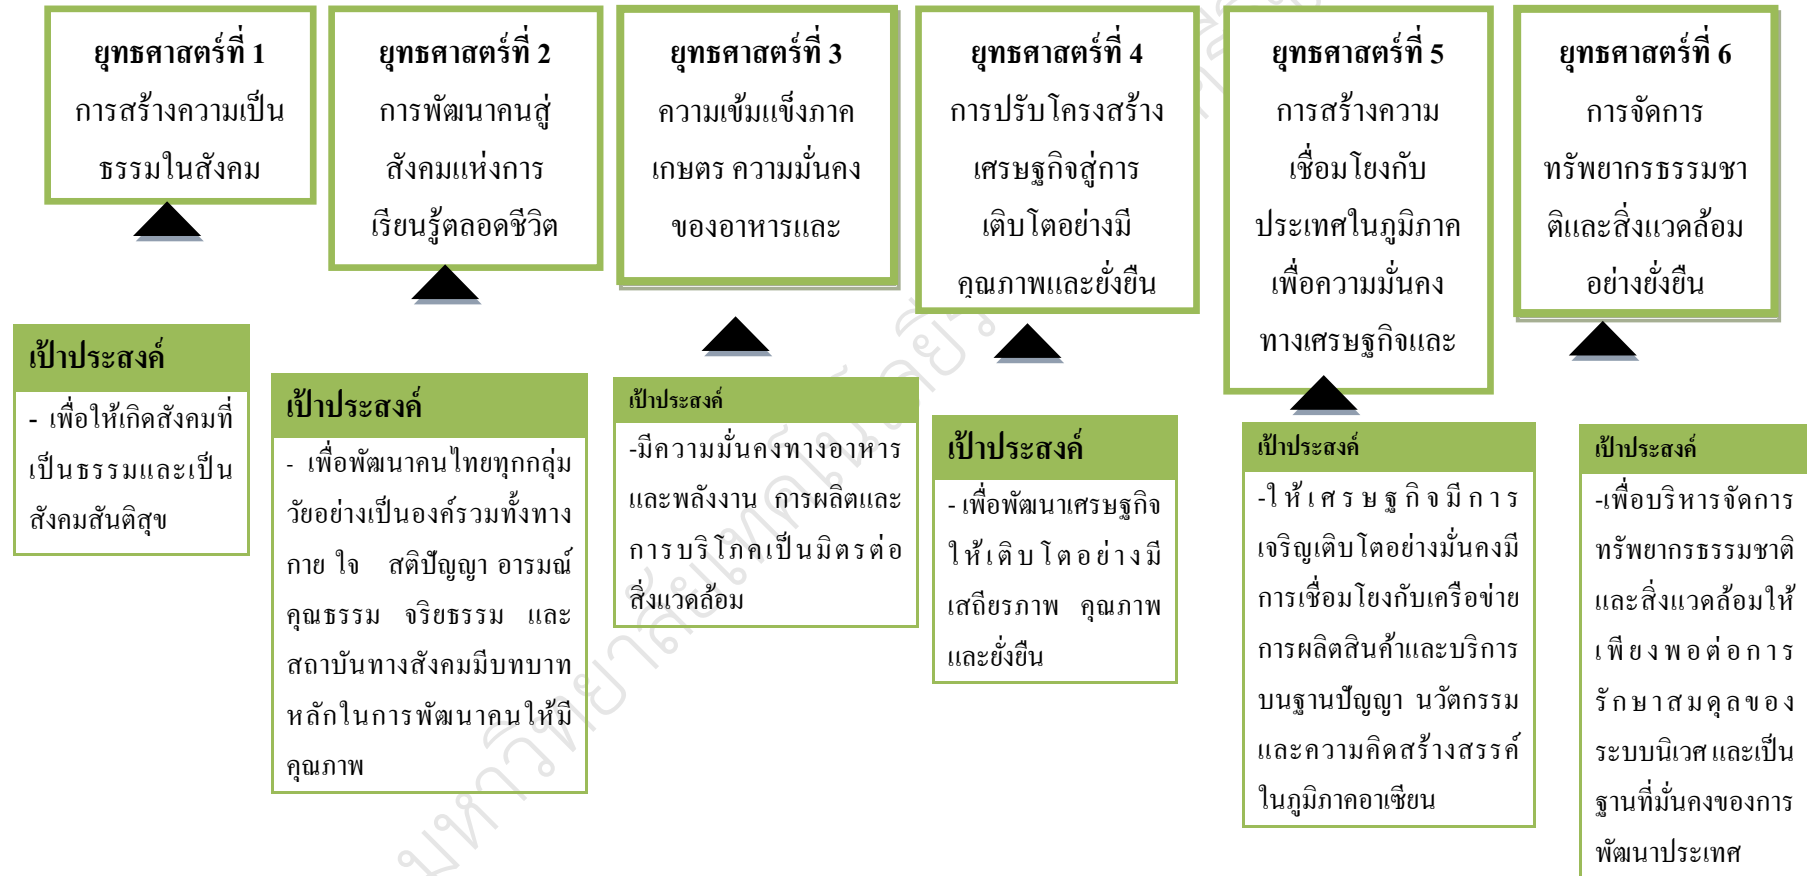 ยุทธศาสตร์ที่ 1
การสร้างความเป็น
ธรรมในสังคม
ยุทธศาสตร์ที่ 2
การพัฒนาคนสู่
สังคมแห่งการ
เรียนรู้ตลอดชีวิต
ยุทธศาสตร์ที่ 3
ความเข้มแข็งภาค
เกษตร ความมั่นคง
ของอาหารและ
ยุทธศาสตร์ที่ 4
การปรับโครงสร้าง
เศรษฐกิจสู่การ
เติบโตอย่างมี
คุณภาพและยั่งยืน
ยุทธศาสตร์ที่ 5
การสร้างความ
เชื่อมโยงกับ
ประเทศในภูมิภาค
เพื่อความมั่นคง
ทางเศรษฐกิจและ
ยุทธศาสตร์ที่ 6
การจัดการ
ทรัพยากรธรรมชา
ติและสิ่งแวดล้อม
อย่างยั่งยืน
เป้าประสงค์
- เพื่อให้เกิดสังคมที่
เป็นธรรมและเป็น
สังคมสันติสุข
เป้าประสงค์
- เพื่อพัฒนาคนไทยทุกกลุ่ม
วัยอย่างเป็นองค์รวมทั้งทาง
กาย ใจ สติปัญญา อารมณ์
คุณธรรม จริยธรรม และ
สถาบันทางสังคมมีบทบาท
หลักในการพัฒนาคนให้มี
คุณภาพ
เป้าประสงค์
-มีความมั่นคงทางอาหาร
และพลังงาน การผลิตและ
การบริโภคเป็นมิตรต่อ
สิ่งแวดล้อม
เป้าประสงค์
- เพื่อพัฒนาเศรษฐกิจ
ให้เติบโตอย่างมี
เสถียรภาพ คุณภาพ
และยั่งยืน
เป้าประสงค์
-ให้เศรษฐกิจมีการ
เจริญเติบโตอย่างมั่นคงมี
การเชื่อมโยงกับเครือข่าย
การผลิตสินค้าและบริการ
บนฐานปัญญา นวัตกรรม
และความคิดสร้างสรรค์
ในภูมิภาคอาเซียน
เป้าประสงค์
-เพื่อบริหารจัดการ
ทรัพยากรธรรมชาติ
และสิ่งแวดล้อมให้
เพียงพอต่อการ
รักษาสมดุลของ
ระบบนิเวศ และเป็น
ฐานที่มั่นคงของการ
พัฒนาประเทศ